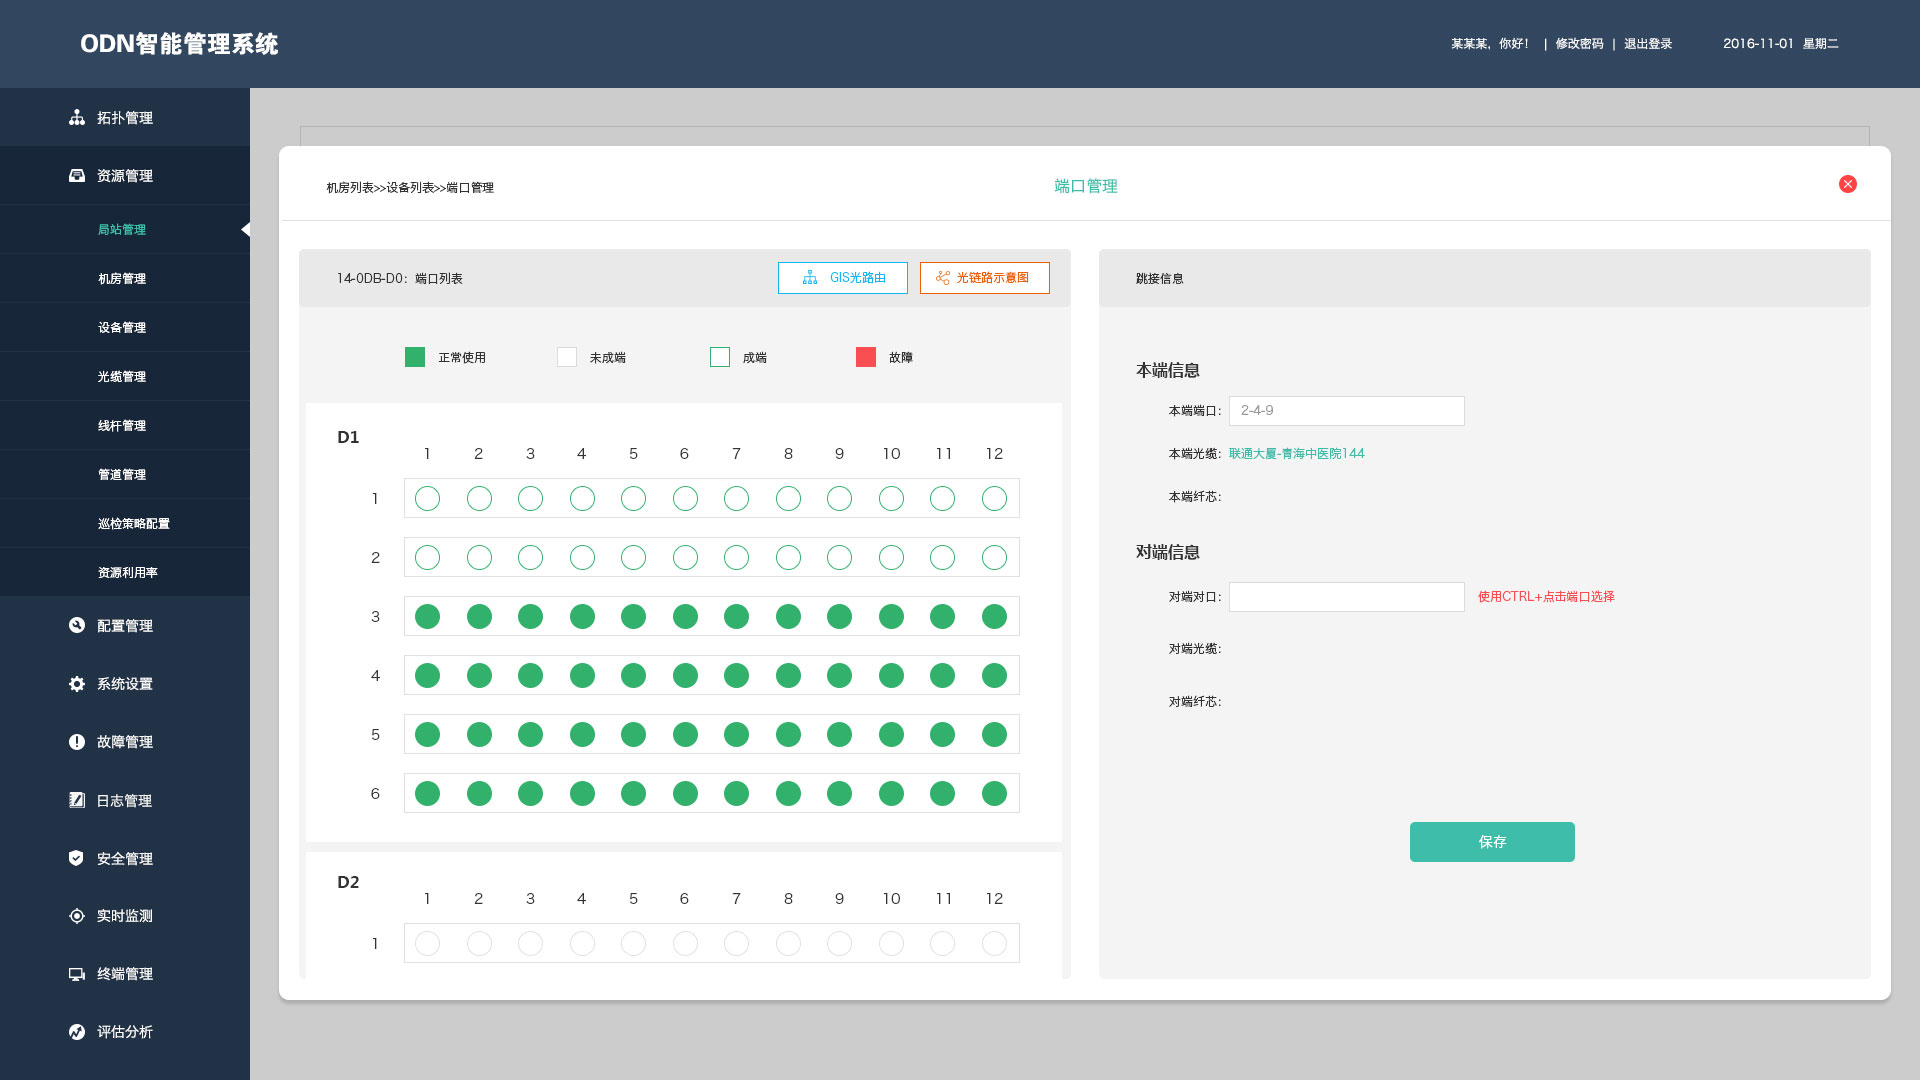 ODN智能管理系统
某某某，你好！ | 修改密码 | 退出登录 2016-11-01 星期二
拓扑管理
资源管理
局站管理
机房管理
设备管理
光缆管理
线杆管理
管道管理
巡检策略配置
资源利用率
配置管理
系统设置
故障管理
日志管理
安全管理
实时监测
终端管理
评估分析
机房列表>>设备列表>>端口管理
端口管理
14-0DB-D0：端口列表
GIS光路由
光链路示意图
正常使用 未成端 成端 故障
D1
1 2 3 4 5 6 7 8 9 10 11 12
1
2
3
4
5
6
D2
1 2 3 4 5 6 7 8 9 10 11 12
1
跳接信息
本端信息
本端端口： 2-4-9
本端光缆： 联通大厦-青海中医院144
本端纤芯：
对端信息
对端对口： 使用CTRL+点击端口选择
对端光缆：
对端纤芯：
保存